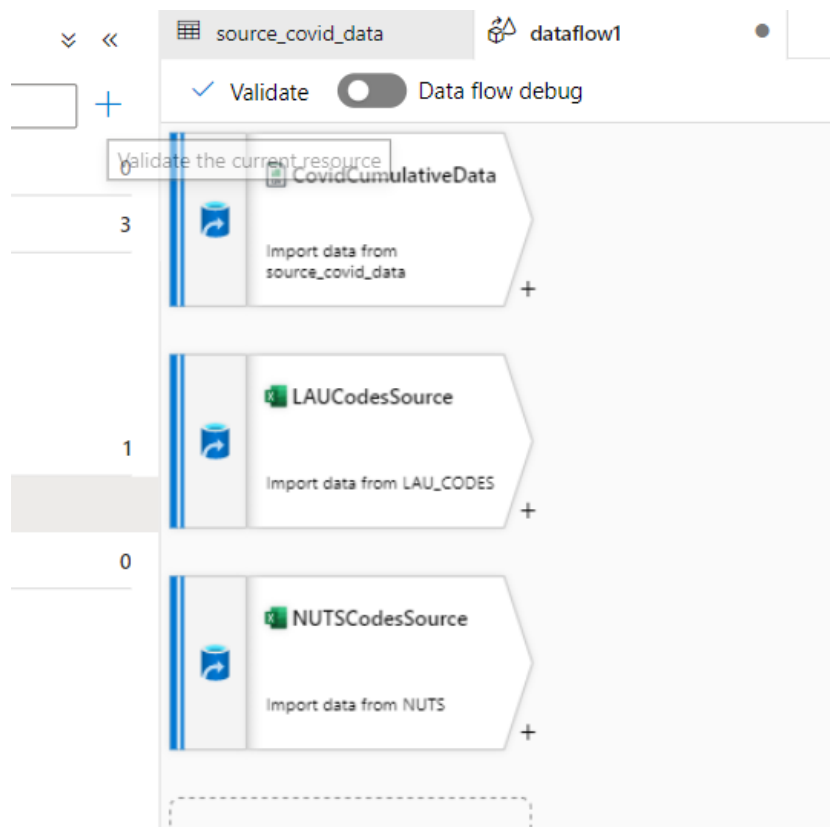 source_covid_data
dataflow1
Validate
Data flow debug
Validate the current resource
0
CovidCumulativeData
3
Import data from
source_covid_data
+
LAUCodesSource
1
Import data from LAU_CODES
+
0
NUTSCodesSource
Import data from NUTS
+